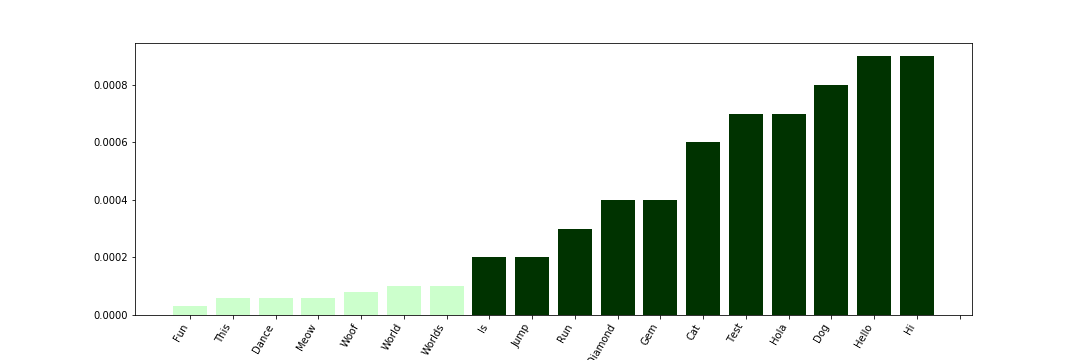 0.0008
0.0006
0.0004
0.0002
0.0000
Fun
This
Dance
Meow
Woof
World
Worlds
Is
Jump
Run
Diamond
Gem
Cat
Test
Hola
Dog
Hello
Hi